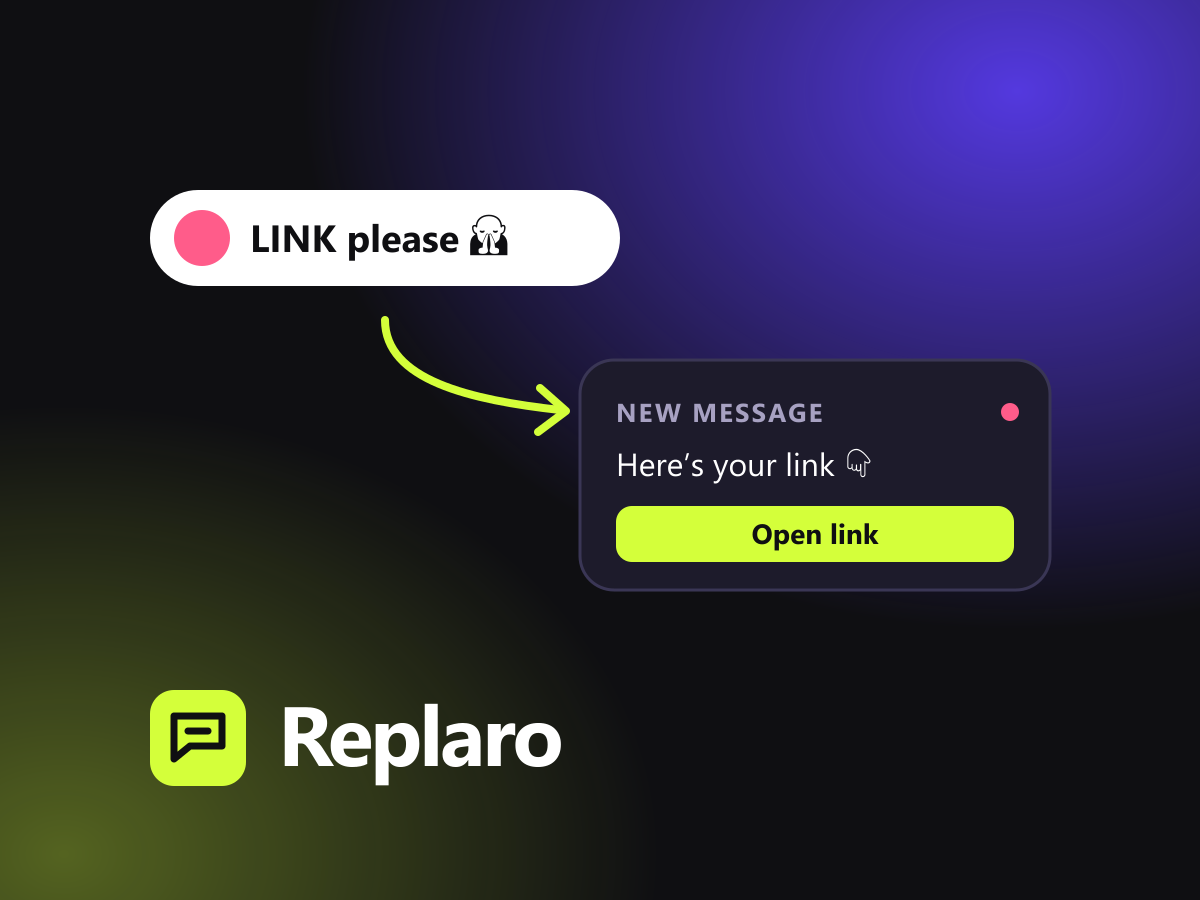 LINK please 🙏
NEW MESSAGE
Here’s your link 👇
Open link
Replaro